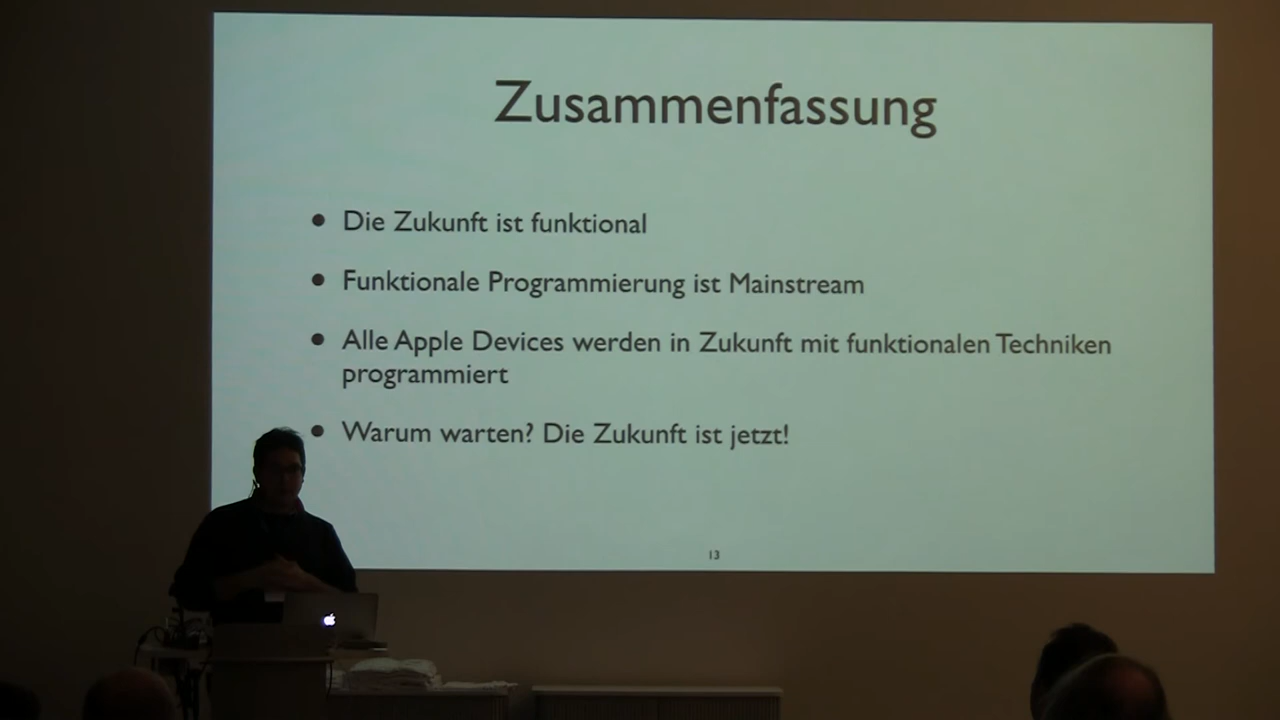 Zusammenfassung
• Die Zukunft ist funktional
• Funktionale Programmierung ist Mainstream
• Alle Apple Devices werden in Zukunft mit funktionalen Techniken
programmiert
• Warum warten? Die Zukunft ist jetzt!
13